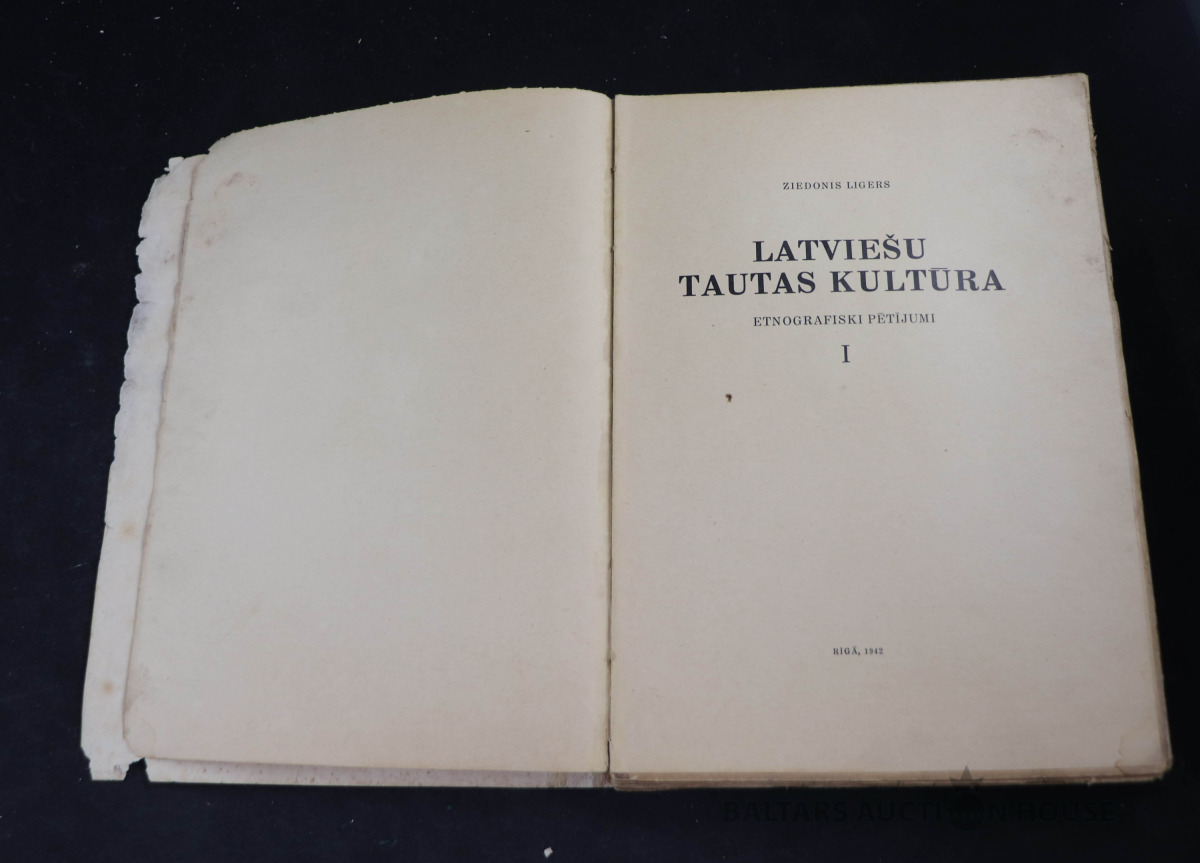 ZIEDONIS LIGERS
LATVIEŠU
TAUTAS KULTŪRA
ETNOGRAFISKI PĒTĪJUMI
I
RĪGĀ, 1942
BALTARS AUCTION HOUSE